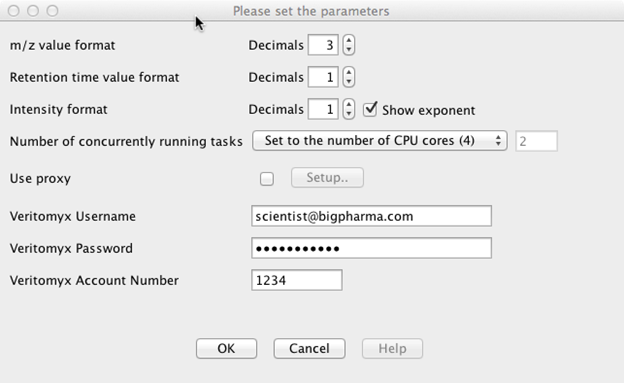 Please set the parameters
m/z value format Decimals 3
Retention time value format Decimals 1
Intensity format Decimals 1 Show exponent
Number of concurrently running tasks Set to the number of CPU cores (4) 2
Use proxy Setup..
Veritomyx Username scientist@bigpharma.com
Veritomyx Password •••••••••••
Veritomyx Account Number 1234
OK Cancel Help